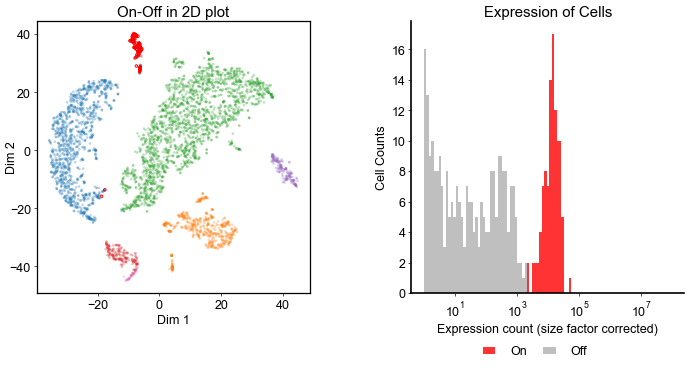 On-Off in 2D plot
40
20
0
−20
−40
Dim 2
−20
0
20
40
Dim 1
Expression of Cells
16
14
12
10
8
6
4
2
0
Cell Counts
10^1
10^3
10^5
10^7
Expression count (size factor corrected)
On
Off